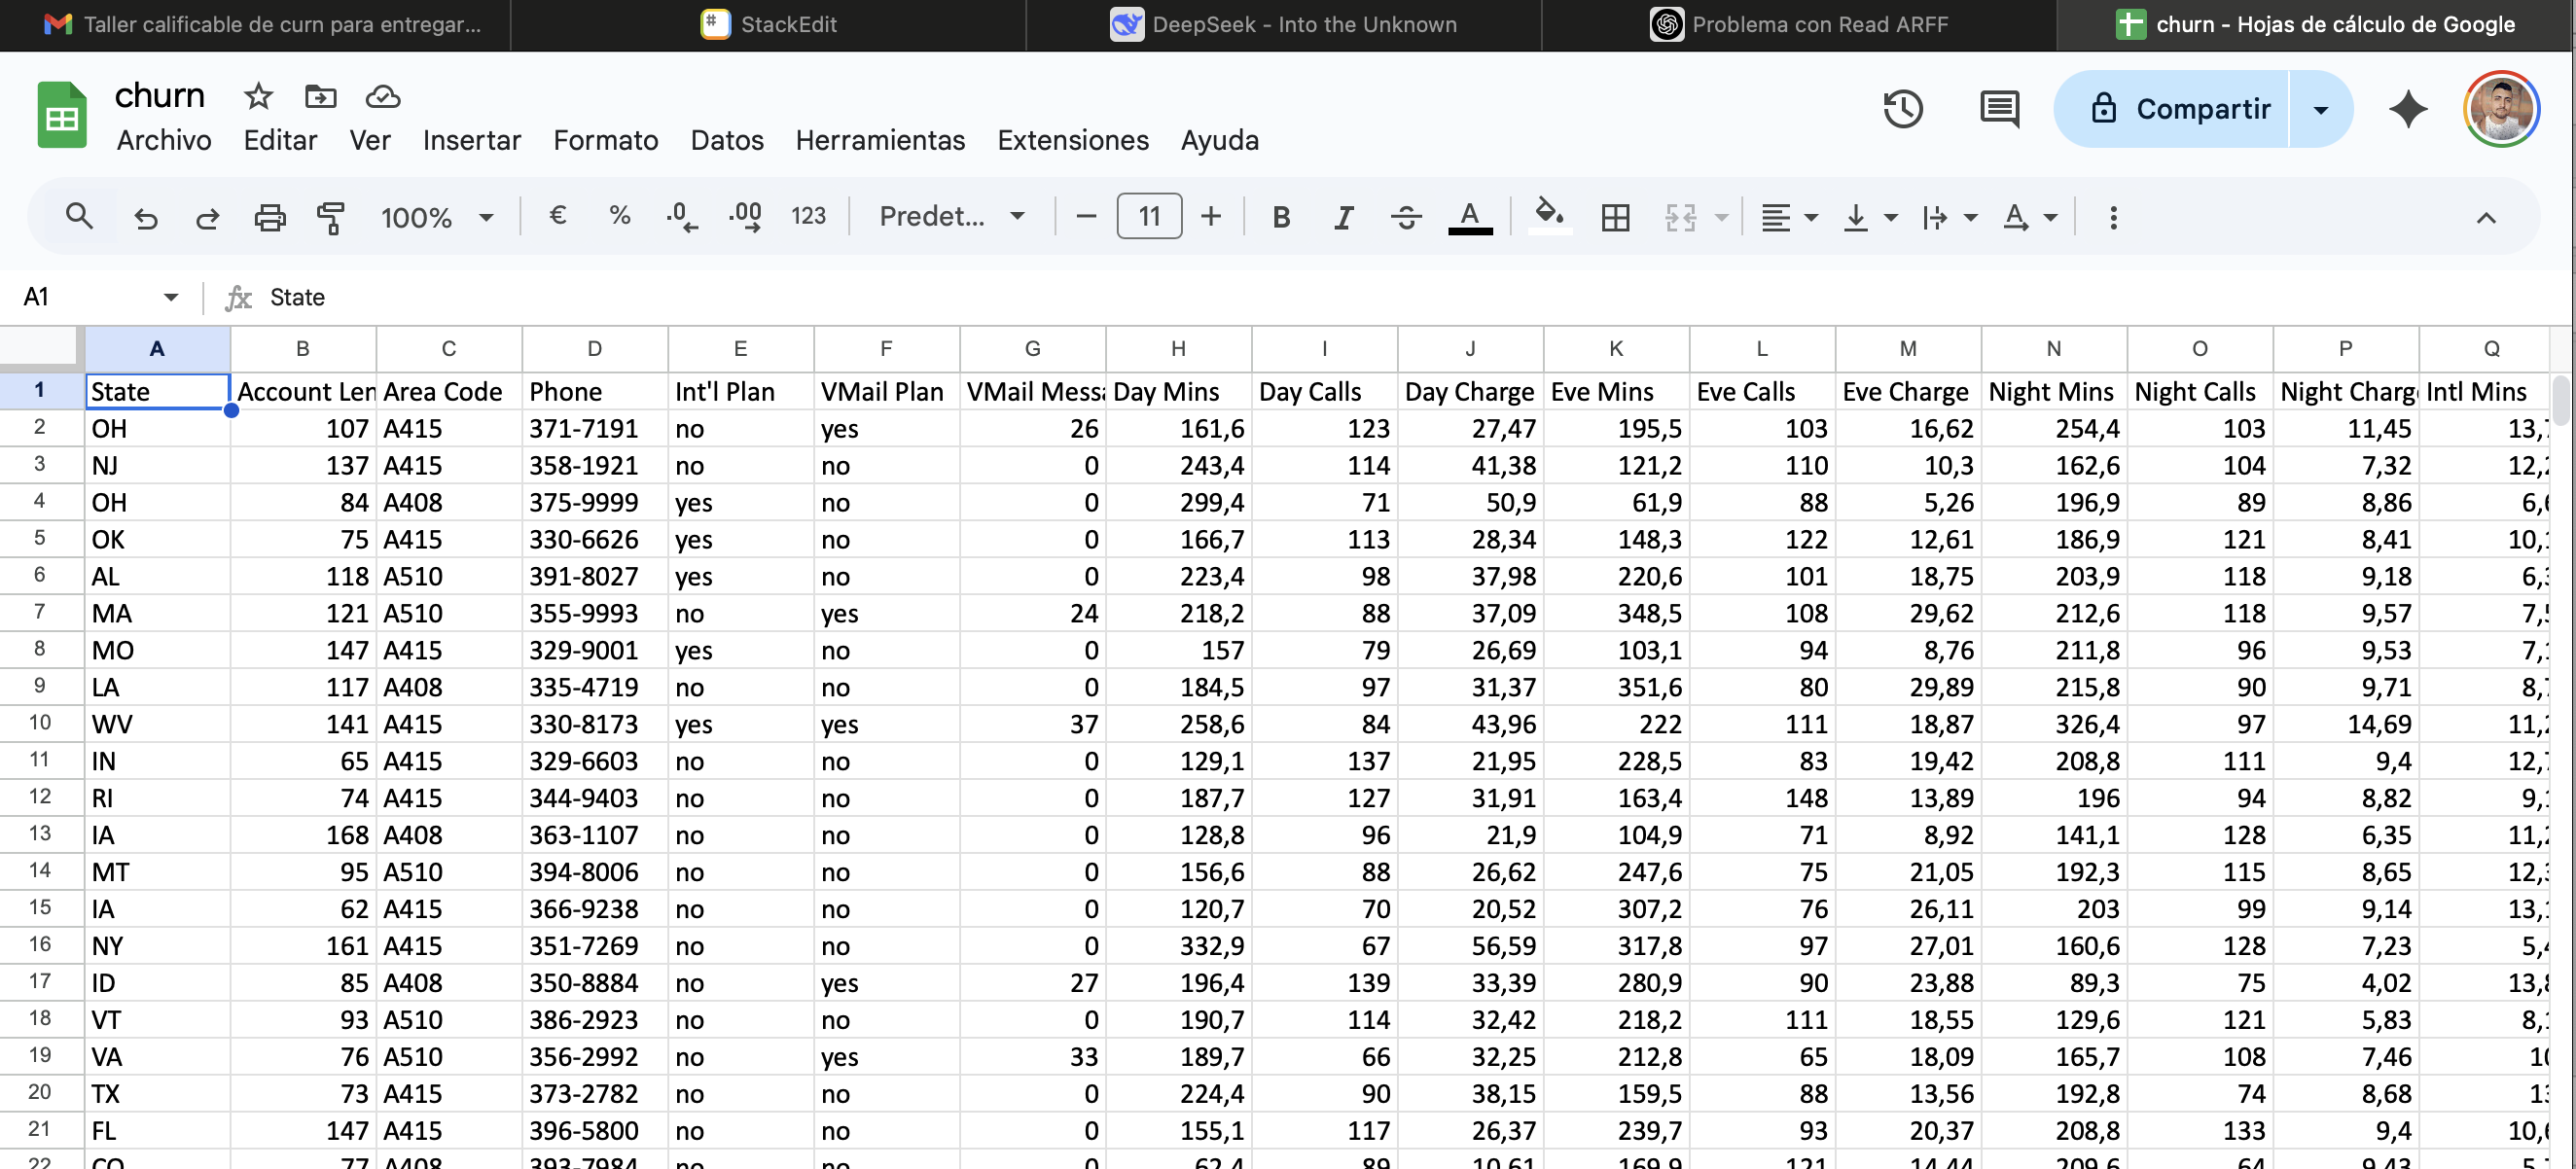 Taller calificable de curn para entregar... StackEdit DeepSeek - Into the Unknown Problema con Read ARFF churn - Hojas de cálculo de Google
churn
Archivo Editar Ver Insertar Formato Datos Herramientas Extensiones Ayuda Compartir
100% € % .0 .00 123 Predet... 11 B I A
A1 fx State
A B C D E F G H I J K L M N O P Q
1 State Account Len Area Code Phone Int'l Plan VMail Plan VMail Messa Day Mins Day Calls Day Charge Eve Mins Eve Calls Eve Charge Night Mins Night Calls Night Charg Intl Mins
2 OH 107 A415 371-7191 no yes 26 161,6 123 27,47 195,5 103 16,62 254,4 103 11,45 13,7
3 NJ 137 A415 358-1921 no no 0 243,4 114 41,38 121,2 110 10,3 162,6 104 7,32 12,2
4 OH 84 A408 375-9999 yes no 0 299,4 71 50,9 61,9 88 5,26 196,9 89 8,86 6,6
5 OK 75 A415 330-6626 yes no 0 166,7 113 28,34 148,3 122 12,61 186,9 121 8,41 10,1
6 AL 118 A510 391-8027 yes no 0 223,4 98 37,98 220,6 101 18,75 203,9 118 9,18 6,3
7 MA 121 A510 355-9993 no yes 24 218,2 88 37,09 348,5 108 29,62 212,6 118 9,57 7,5
8 MO 147 A415 329-9001 yes no 0 157 79 26,69 103,1 94 8,76 211,8 96 9,53 7,1
9 LA 117 A408 335-4719 no no 0 184,5 97 31,37 351,6 80 29,89 215,8 90 9,71 8,7
10 WV 141 A415 330-8173 yes yes 37 258,6 84 43,96 222 111 18,87 326,4 97 14,69 11,2
11 IN 65 A415 329-6603 no no 0 129,1 137 21,95 228,5 83 19,42 208,8 111 9,4 12,7
12 RI 74 A415 344-9403 no no 0 187,7 127 31,91 163,4 148 13,89 196 94 8,82 9,1
13 IA 168 A408 363-1107 no no 0 128,8 96 21,9 104,9 71 8,92 141,1 128 6,35 11,2
14 MT 95 A510 394-8006 no no 0 156,6 88 26,62 247,6 75 21,05 192,3 115 8,65 12,3
15 IA 62 A415 366-9238 no no 0 120,7 70 20,52 307,2 76 26,11 203 99 9,14 13,1
16 NY 161 A415 351-7269 no no 0 332,9 67 56,59 317,8 97 27,01 160,6 128 7,23 5,4
17 ID 85 A408 350-8884 no yes 27 196,4 139 33,39 280,9 90 23,88 89,3 75 4,02 13,8
18 VT 93 A510 386-2923 no no 0 190,7 114 32,42 218,2 111 18,55 129,6 121 5,83 8,1
19 VA 76 A510 356-2992 no yes 33 189,7 66 32,25 212,8 65 18,09 165,7 108 7,46 10
20 TX 73 A415 373-2782 no no 0 224,4 90 38,15 159,5 88 13,56 192,8 74 8,68 13
21 FL 147 A415 396-5800 no no 0 155,1 117 26,37 239,7 93 20,37 208,8 133 9,4 10,6
22 CO 77 A408 393-7984 no no 0 62,4 89 10,61 169,9 121 14,44 209,6 64 9,43